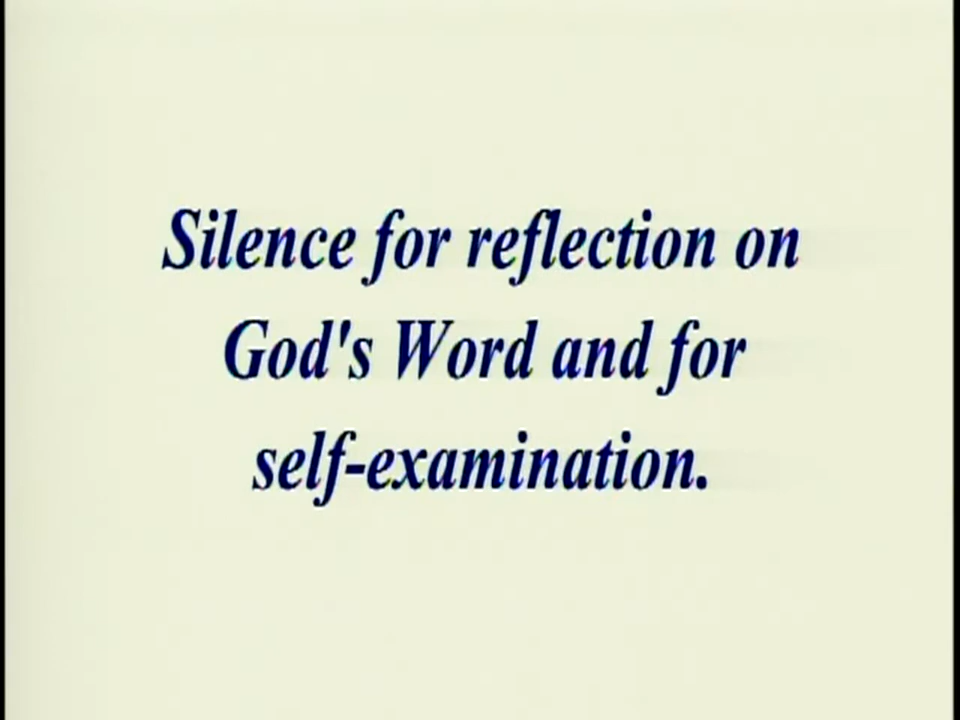 Silence for reflection on
God's Word and for
self-examination.